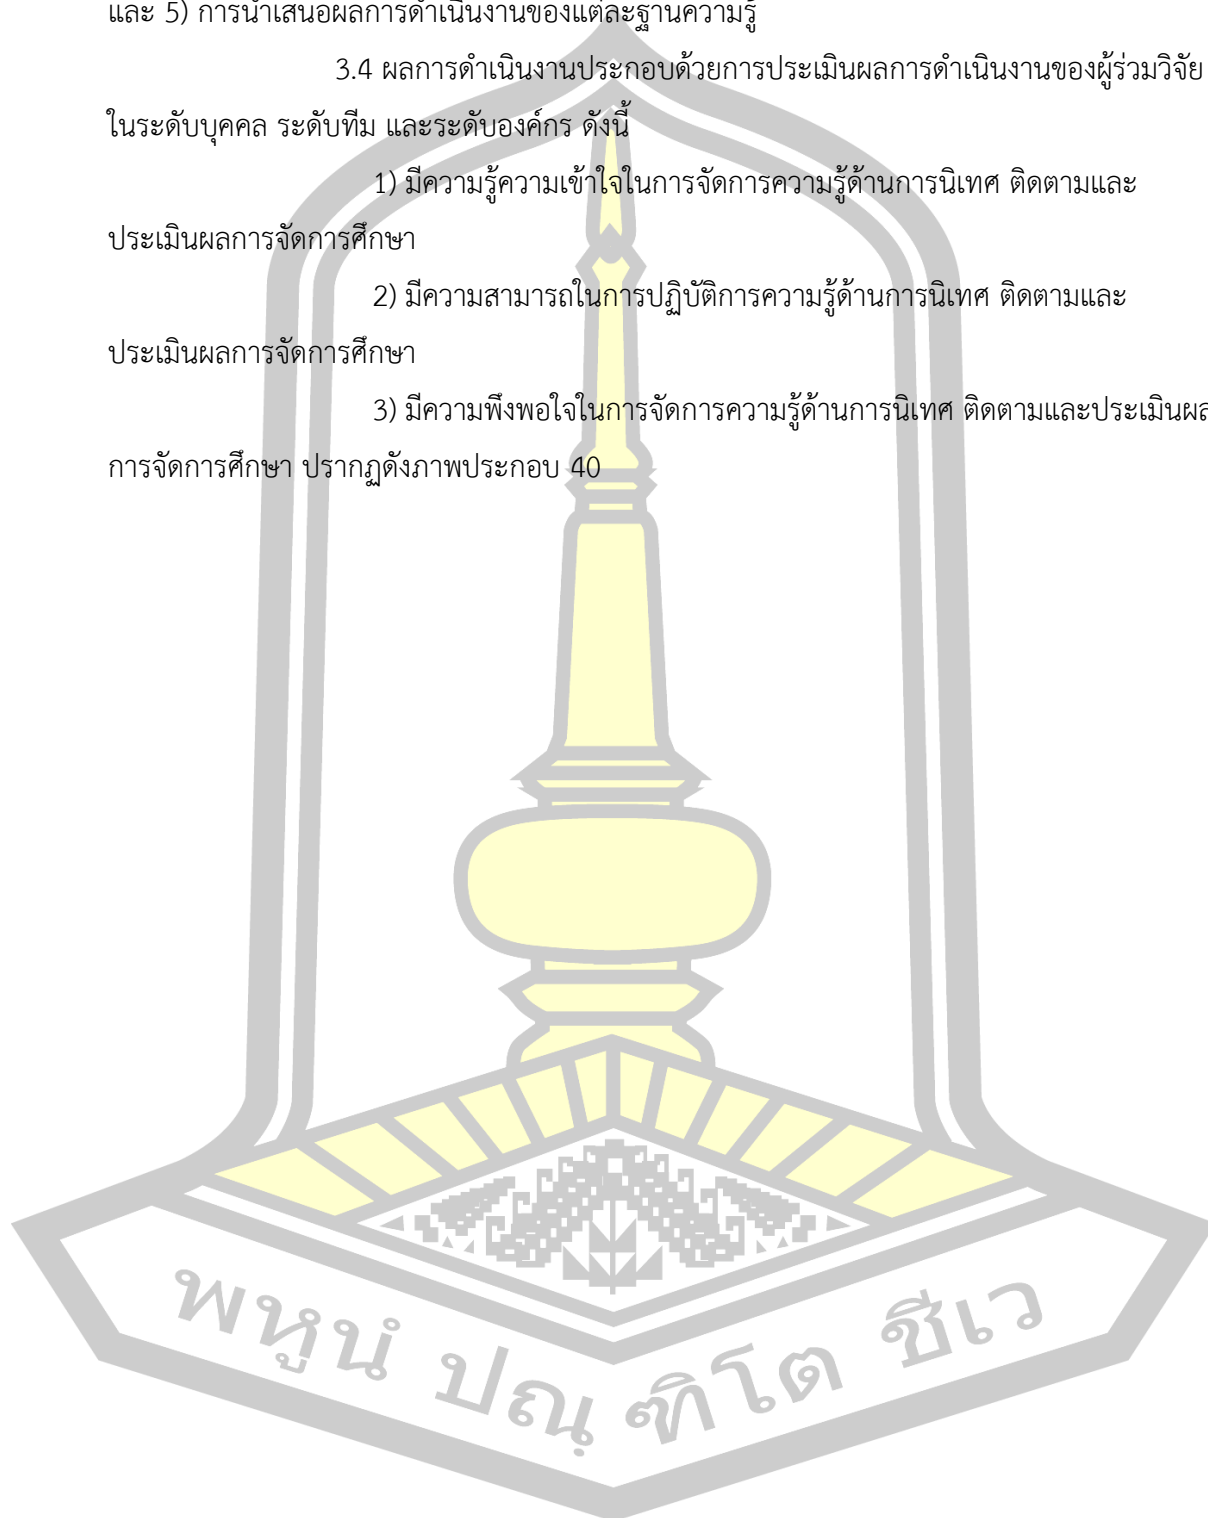 และ 5) การนำเสนอผลการดำเนินงานของแต่ละฐานความรู้
3.4 ผลการดำเนินงานประกอบด้วยการประเมินผลการดำเนินงานของผู้ร่วมวิจัย
ในระดับบุคคล ระดับทีม และระดับองค์กร ดังนี้
1) มีความรู้ความเข้าใจในการจัดการความรู้ด้านการนิเทศ ติดตามและ
ประเมินผลการจัดการศึกษา
2) มีความสามารถในการปฏิบัติการความรู้ด้านการนิเทศ ติดตามและ
ประเมินผลการจัดการศึกษา
3) มีความพึงพอใจในการจัดการความรู้ด้านการนิเทศ ติดตามและประเมินผล
การจัดการศึกษา ปรากฏดังภาพประกอบ 40
พหูนํ ปณฺฑิโต ชีเว